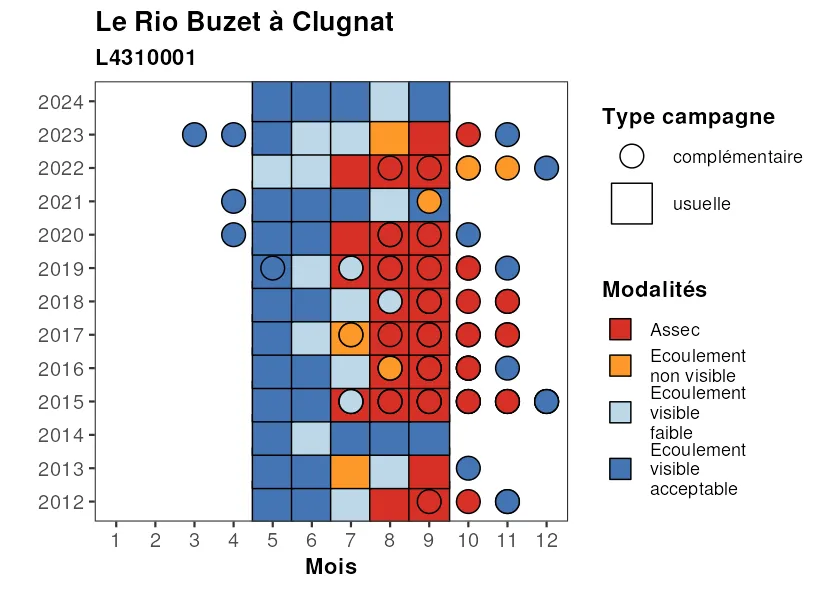 Le Rio Buzet à Clugnat
L4310001
2024
2023
2022
2021
2020
2019
2018
2017
2016
2015
2014
2013
2012
1 2 3 4 5 6 7 8 9 10 11 12
Mois
Type campagne
complémentaire
usuelle
Modalités
Assec
Ecoulement
non visible
Ecoulement
visible
faible
Ecoulement
visible
acceptable